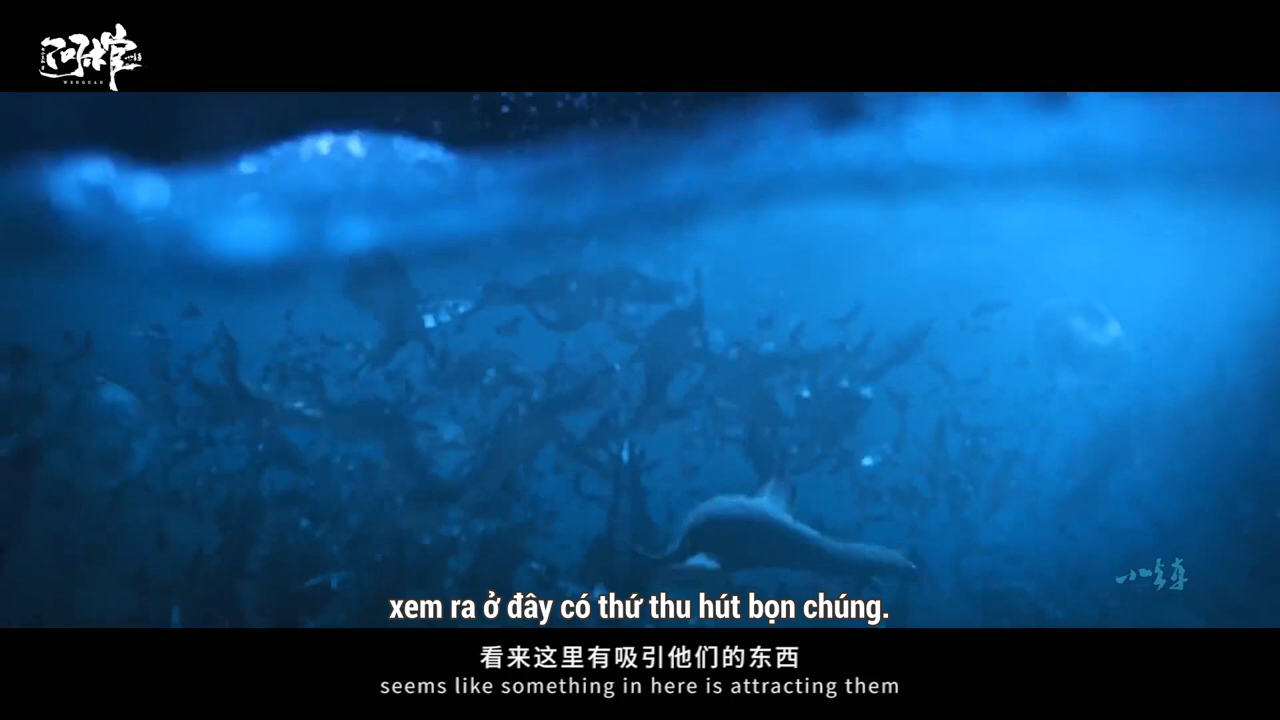 WENGUAN
xem ra ở đây có thứ thu hút bọn chúng.
看来这里有吸引他们的东西
seems like something in here is attracting them